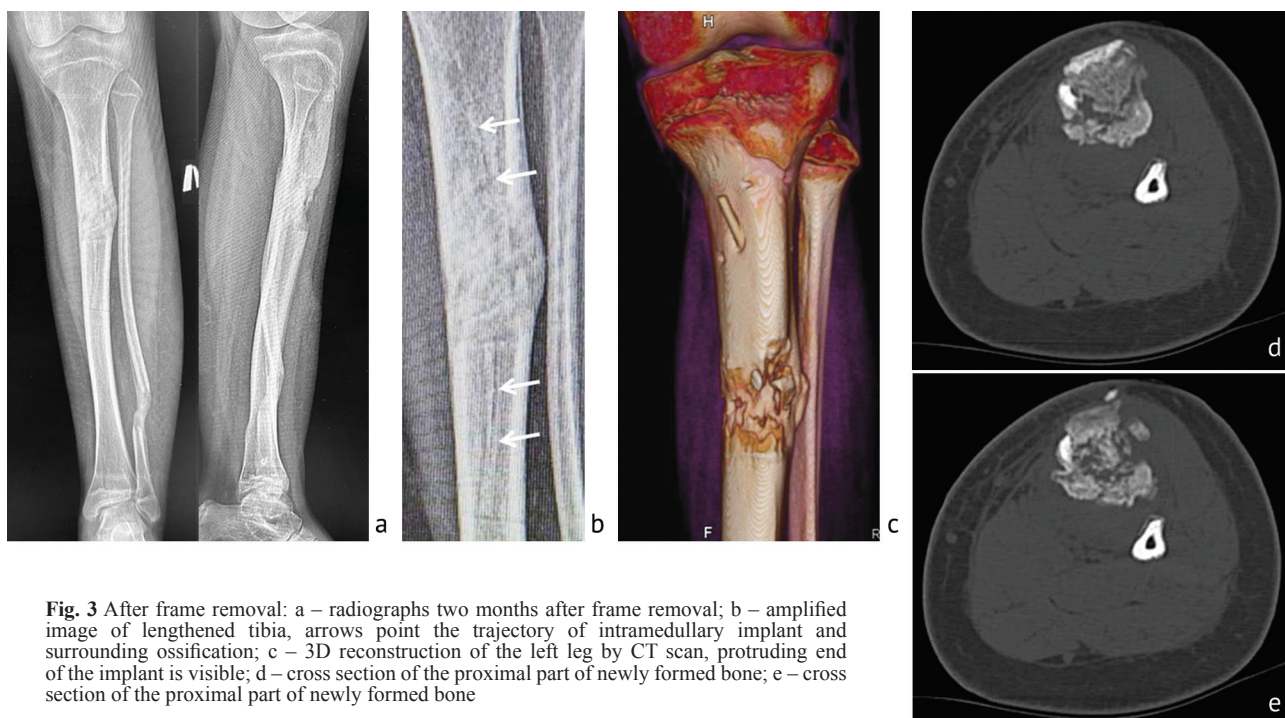 H
F
R
a
b
c
d
e
Fig. 3 After frame removal: a – radiographs two months after frame removal; b – amplified
image of lengthened tibia, arrows point the trajectory of intramedullary implant and
surrounding ossification; c – 3D reconstruction of the left leg by CT scan, protruding end
of the implant is visible; d – cross section of the proximal part of newly formed bone; e – cross
section of the proximal part of newly formed bone